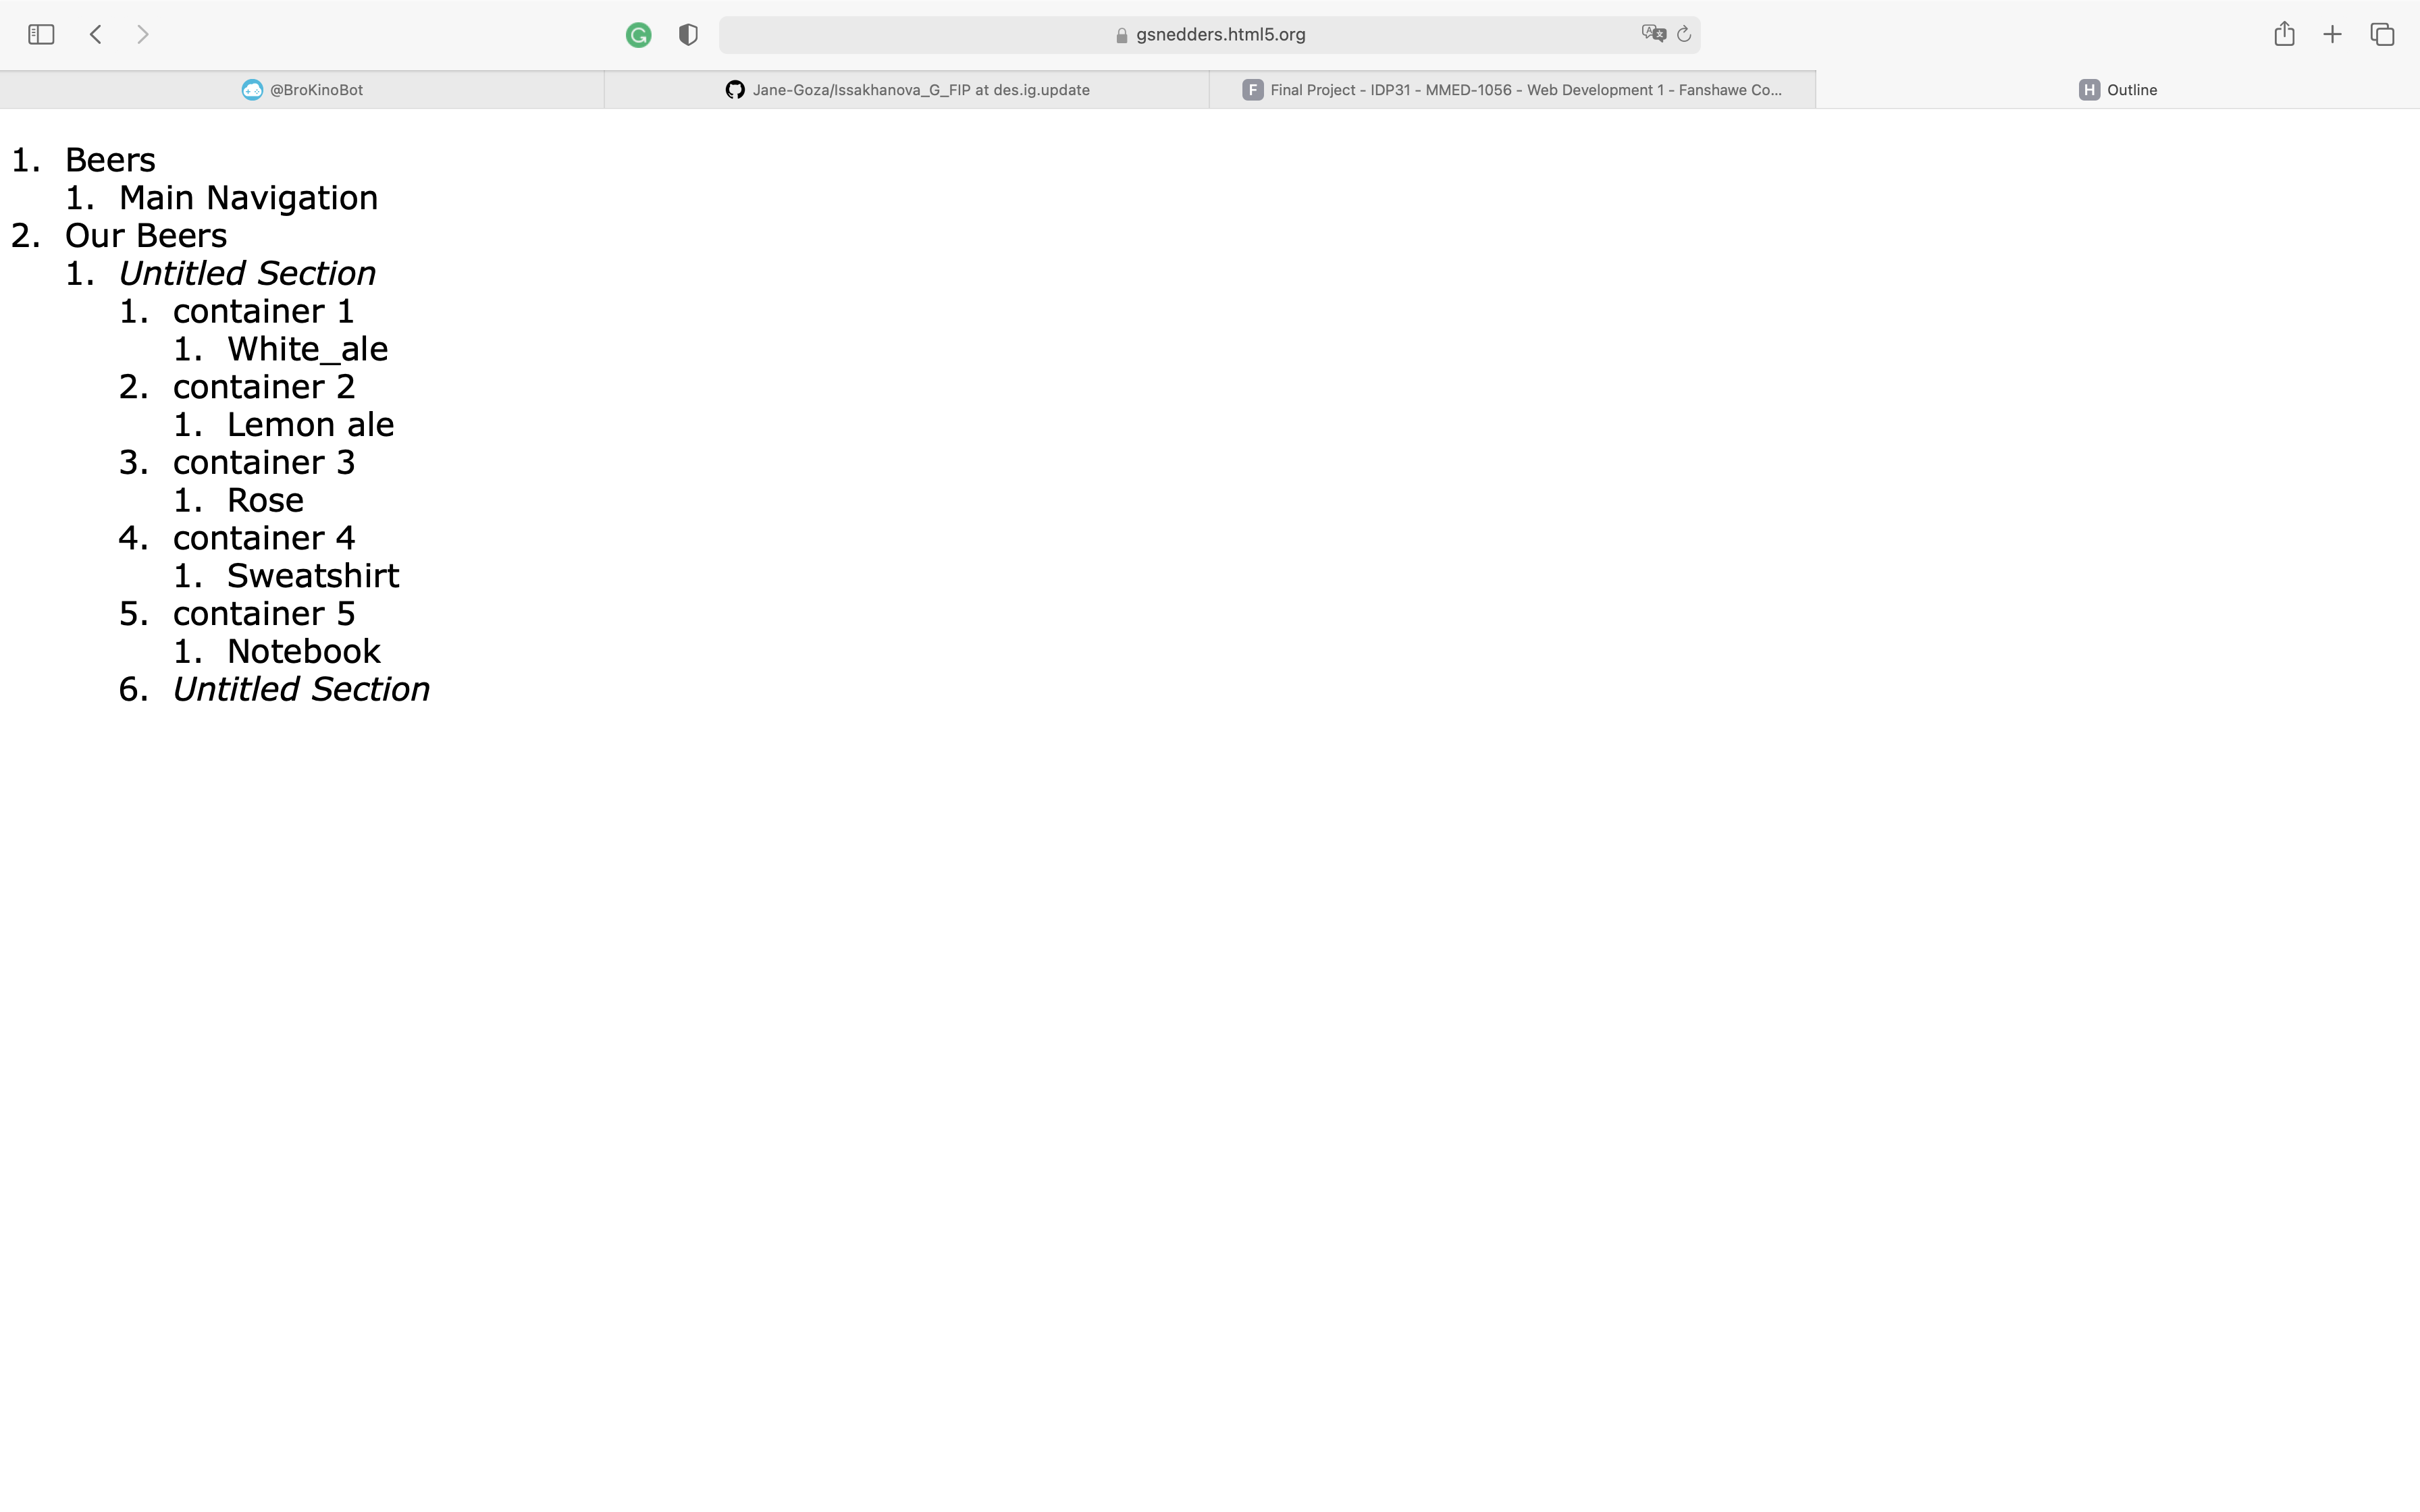 gsnedders.html5.org
@BroKinoBot
Jane-Goza/Issakhanova_G_FIP at des.ig.update
F Final Project - IDP31 - MMED-1056 - Web Development 1 - Fanshawe Co...
H Outline
1. Beers
1. Main Navigation
2. Our Beers
1. Untitled Section
1. container 1
1. White_ale
2. container 2
1. Lemon ale
3. container 3
1. Rose
4. container 4
1. Sweatshirt
5. container 5
1. Notebook
6. Untitled Section